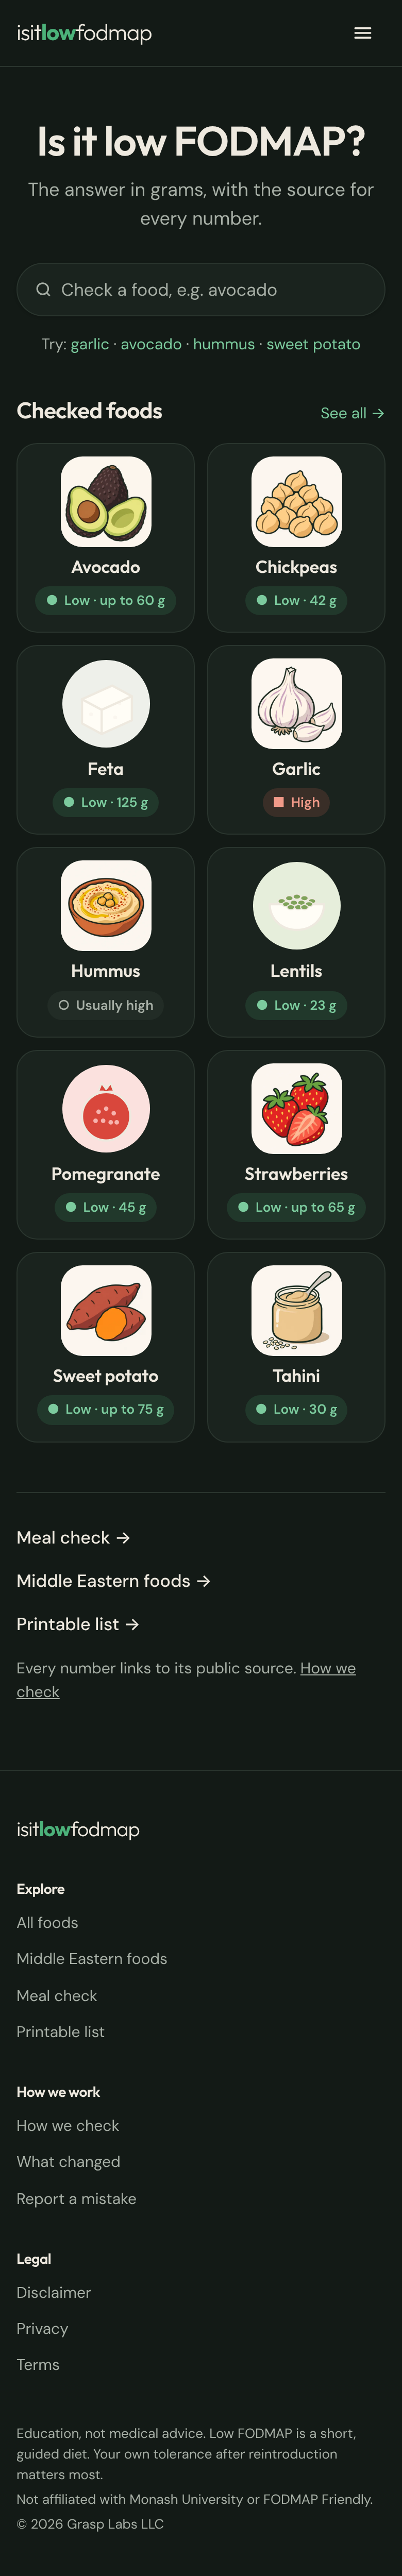 isitlowfodmap
Is it low FODMAP?
The answer in grams, with the source for
every number.
Check a food, e.g. avocado
Try: garlic · avocado · hummus · sweet potato
Checked foods
See all →
Avocado
Low · up to 60 g
Chickpeas
Low · 42 g
Feta
Low · 125 g
Garlic
High
Hummus
Usually high
Lentils
Low · 23 g
Pomegranate
Low · 45 g
Strawberries
Low · up to 65 g
Sweet potato
Low · up to 75 g
Tahini
Low · 30 g
Meal check →
Middle Eastern foods →
Printable list →
Every number links to its public source. How we
check
isitlowfodmap
Explore
All foods
Middle Eastern foods
Meal check
Printable list
How we work
How we check
What changed
Report a mistake
Legal
Disclaimer
Privacy
Terms
Education, not medical advice. Low FODMAP is a short,
guided diet. Your own tolerance after reintroduction
matters most.
Not affiliated with Monash University or FODMAP Friendly.
© 2026 Grasp Labs LLC